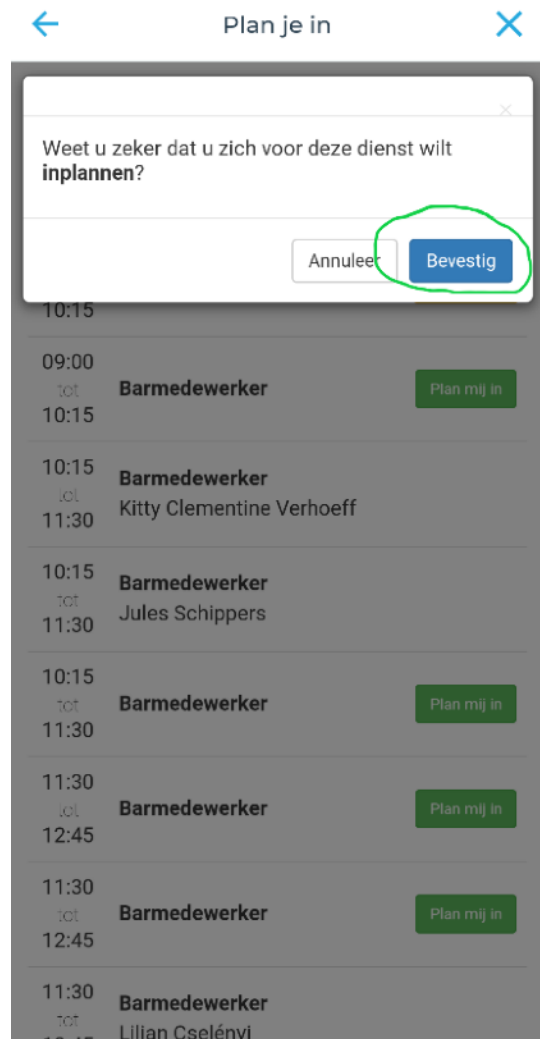 Plan je in
Weet u zeker dat u zich voor deze dienst wilt
inplannen?
Annuleer Bevestig
10:15
09:00
tot
10:15
Barmedewerker
Plan mij in
10:15
tot
11:30
Barmedewerker
Kitty Clementine Verhoeff
10:15
tot
11:30
Barmedewerker
Jules Schippers
10:15
tot
11:30
Barmedewerker
Plan mij in
11:30
tot
12:45
Barmedewerker
Plan mij in
11:30
tot
12:45
Barmedewerker
Plan mij in
11:30
tot
Barmedewerker
Lilian Cselényi